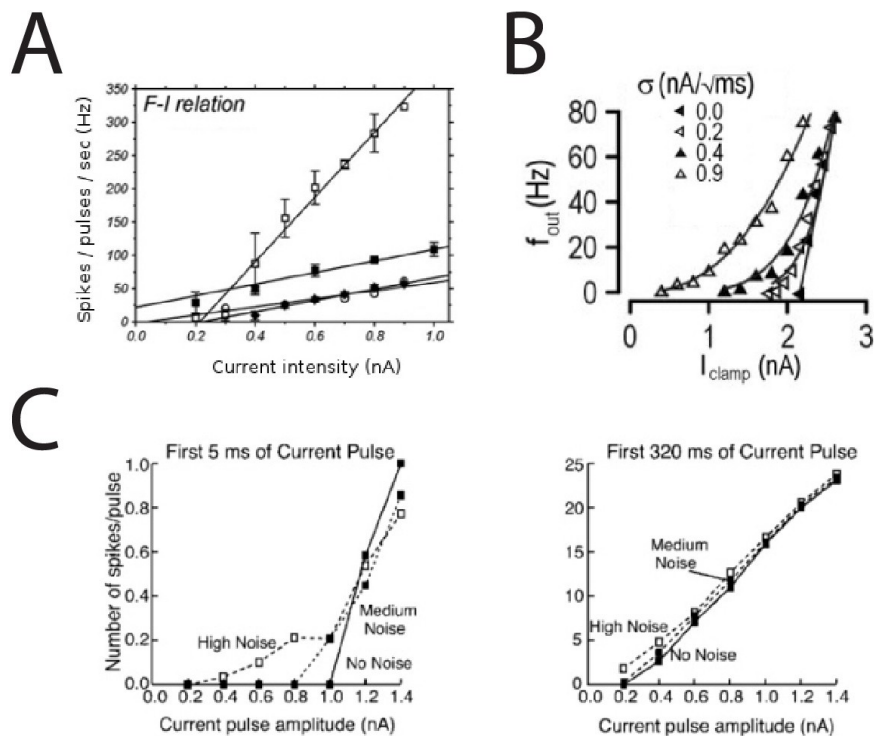 A
F-I relation
Spikes / pulses / sec (Hz)
350
300
250
200
150
100
50
0
0.0 0.2 0.4 0.6 0.8 1.0
Current intensity (nA)
B
σ (nA/√ms)
0.0
0.2
0.4
0.9
f out (Hz)
80
60
40
20
0
0 1 2 3
I clamp (nA)
C
First 5 ms of Current Pulse
Number of spikes/pulse
1.0
0.8
0.6
0.4
0.2
0.0
High Noise
Medium
Noise
No Noise
0.0 0.2 0.4 0.6 0.8 1.0 1.2 1.4
Current pulse amplitude (nA)
First 320 ms of Current Pulse
25
20
15
10
5
0
Medium
Noise
High Noise
No Noise
0.0 0.2 0.4 0.6 0.8 1.0 1.2 1.4
Current pulse amplitude (nA)